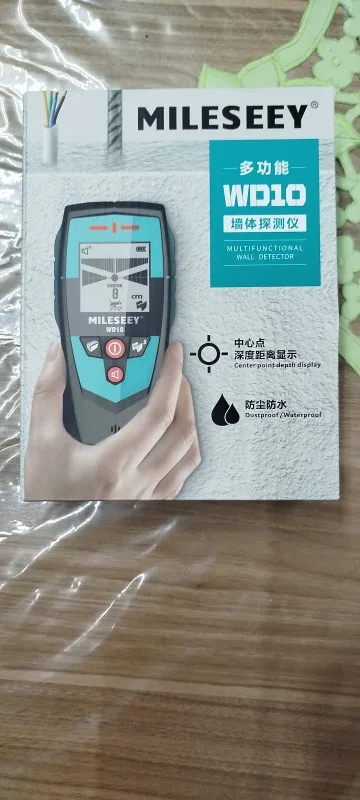 MILESEEY®
多功能
WD10
墙体探测仪
MULTIFUNCTIONAL
WALL DETECTOR
8
cm
MILESEEY
WD10
中心点
深度距离显示
Center point depth display
防尘防水
Dustproof/Waterproof